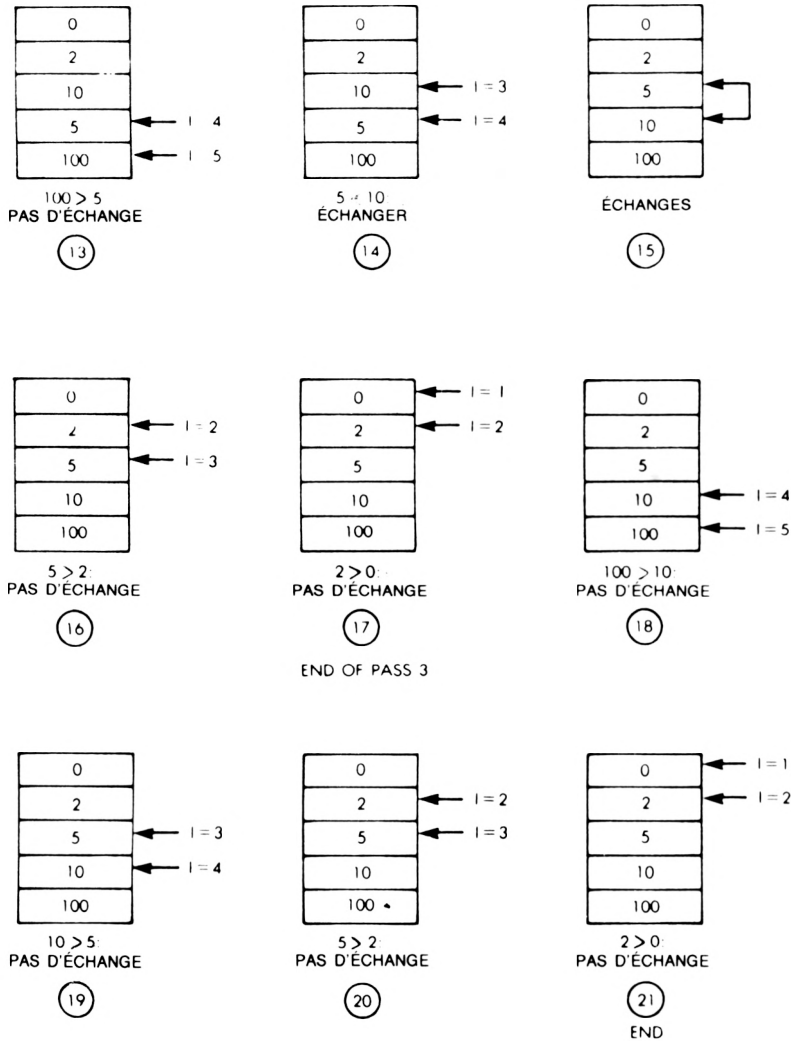 0
2
10
5
100
I 4
I 5
100 > 5
PAS D'ÉCHANGE
13
0
2
10
5
100
I = 3
I = 4
5 < 10
ÉCHANGER
14
0
2
5
10
100
ÉCHANGES
15
0
2
5
10
100
I = 2
I = 3
5 > 2:
PAS D'ÉCHANGE
16
0
2
5
10
100
I = 1
I = 2
2 > 0:
PAS D'ÉCHANGE
17
END OF PASS 3
0
2
5
10
100
I = 4
I = 5
100 > 10:
PAS D'ÉCHANGE
18
0
2
5
10
100
I = 3
I = 4
10 > 5:
PAS D'ÉCHANGE
19
0
2
5
10
100
I = 2
I = 3
5 > 2:
PAS D'ÉCHANGE
20
0
2
5
10
100
I = 1
I = 2
2 > 0:
PAS D'ÉCHANGE
21
END